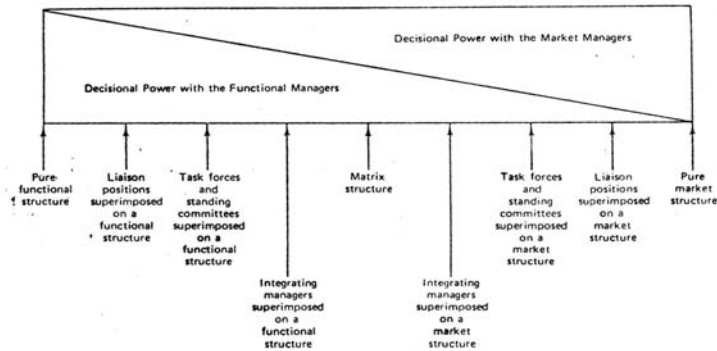 Decisional Power with the Market Managers
Decisional Power with the Functional Managers
Pure
functional
structure
Liaison
positions
superimposed
on a
functional
structure
Task forces
and
standing
committees
superimposed
on a
functional
structure
Integrating
managers
superimposed
on a
functional
structure
Matrix
structure
Integrating
managers
superimposed
on a
market
structure
Task forces
and
standing
committees
superimposed
on a
market
structure
Liaison
positions
superimposed
on a
market
structure
Pure
market
structure